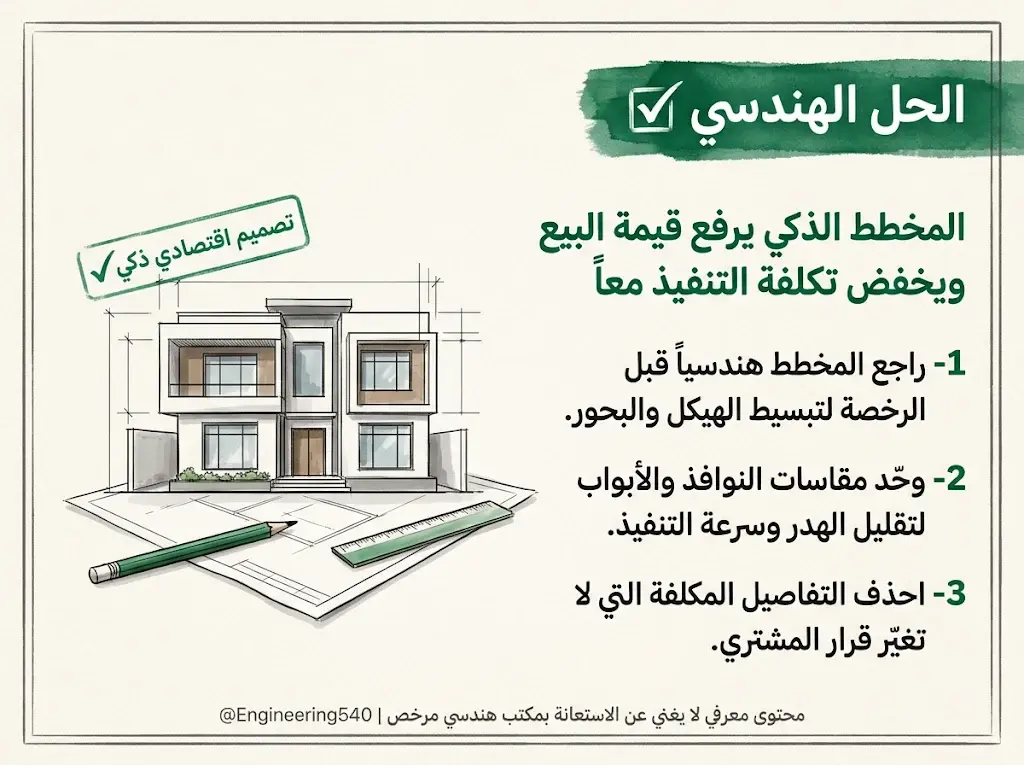 الحل الهندسي
المخطط الذكي يرفع قيمة البيع
ويخفض تكلفة التنفيذ معاً
1- راجع المخطط هندسياً قبل
الرخصة لتبسيط الهيكل والبحور.
2- وحّد مقاسات النوافذ والأبواب
لتقليل الهدر وسرعة التنفيذ.
3- احذف التفاصيل المكلفة التي لا
تغيّر قرار المشتري.
تصميم اقتصادي ذكي
محتوى معرفي لا يغني عن الاستعانة بمكتب هندسي مرخص | @Engineering540